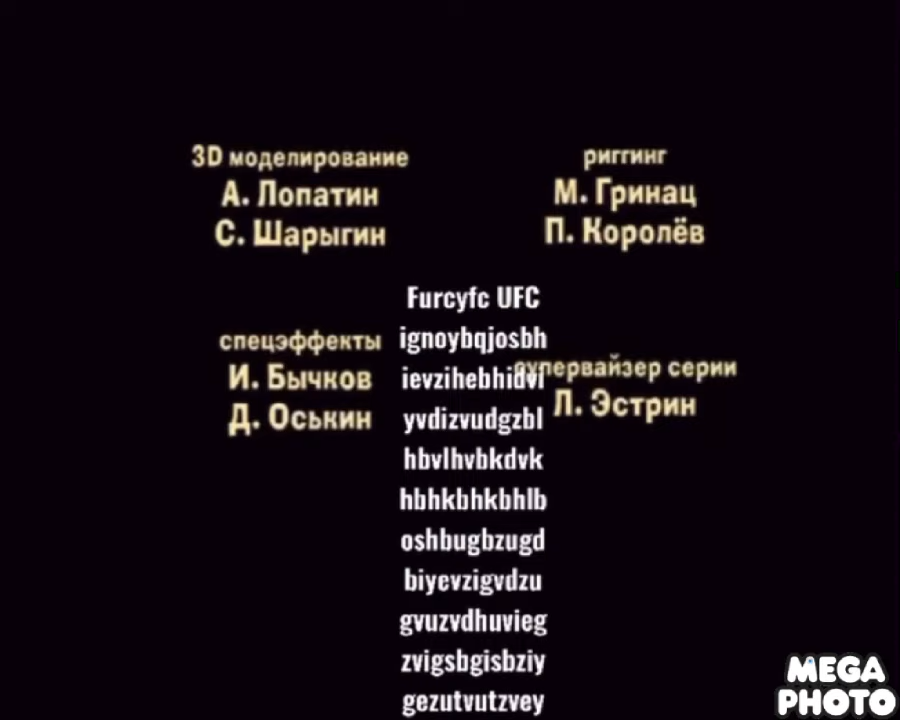 3D моделирование
А. Лопатин
С. Шарыгин
риггинг
М. Гринац
П. Королёв
спецэффекты
И. Бычков
Д. Оськин
супервайзер серии
Л. Эстрин
Furcyfc UFC
ignoybqjosbh
ievzihebhidvl
yvdizvudgzbl
hbvlhvbkdvk
hbhkbhkbhlb
oshbugbzugd
biyevzigvdzu
gvuzvdhuvieg
zvigsbgisbziy
gezutvutzvey
MEGA
PHOTO